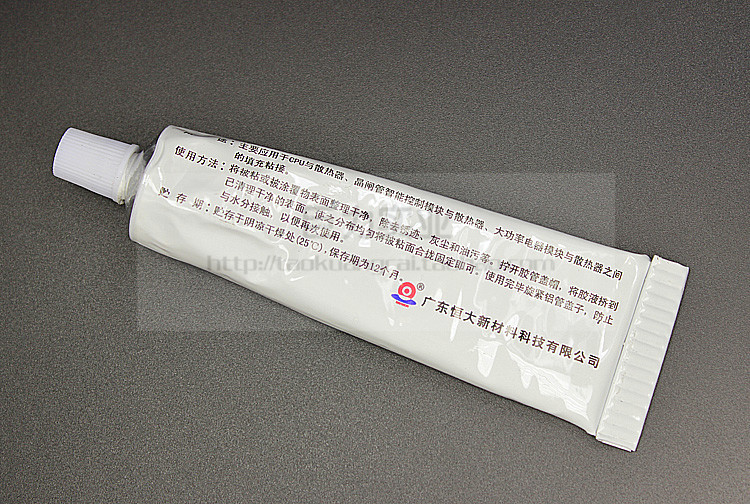 途：主要应用于CPU与散热器、晶闸管智能控制模块与散热器、大功率电器模块与散热器之间
的填充粘接。
使用方法：将被粘或被涂覆物表面整理干净，除去锈迹、灰尘和油污等。拧开胶管盖帽，将胶液挤到
已清理干净的表面，使之分布均匀将被粘面合拢固定即可。使用完毕旋紧铝管盖子，防止
与水分接触，以便再次使用。
贮 存 期：贮存于阴凉干燥处(25℃)，保存期为12个月。
®
广东恒大新材料科技有限公司